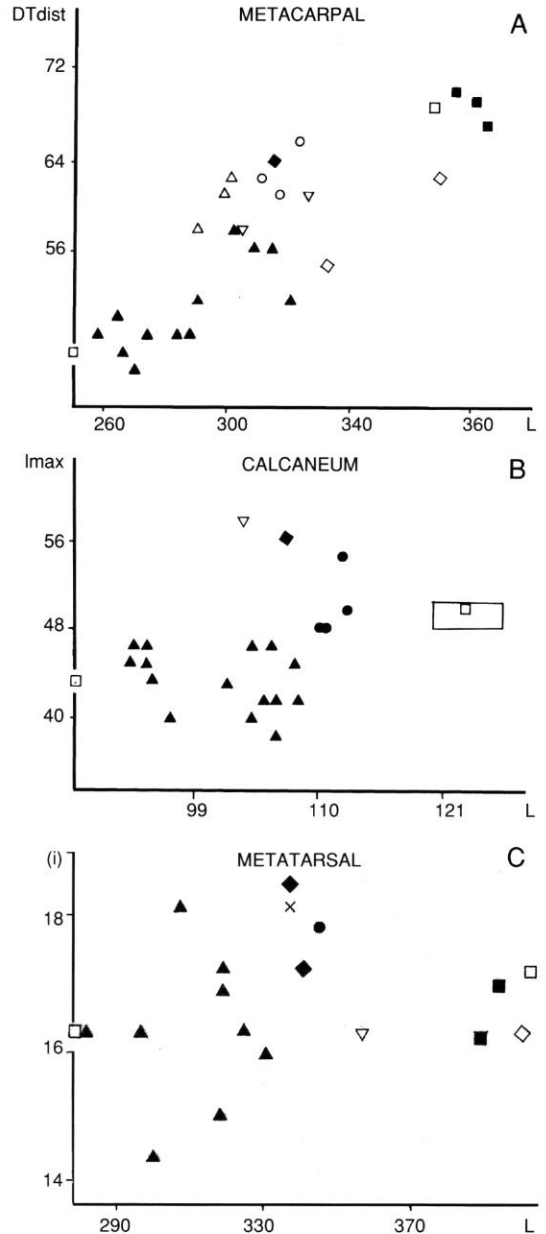 DTdist METACARPAL A
72
64
56
260 300 340 360 L
lmax CALCANEUM B
56
48
40
99 110 121 L
(i) METATARSAL C
18
16
14
290 330 370 L